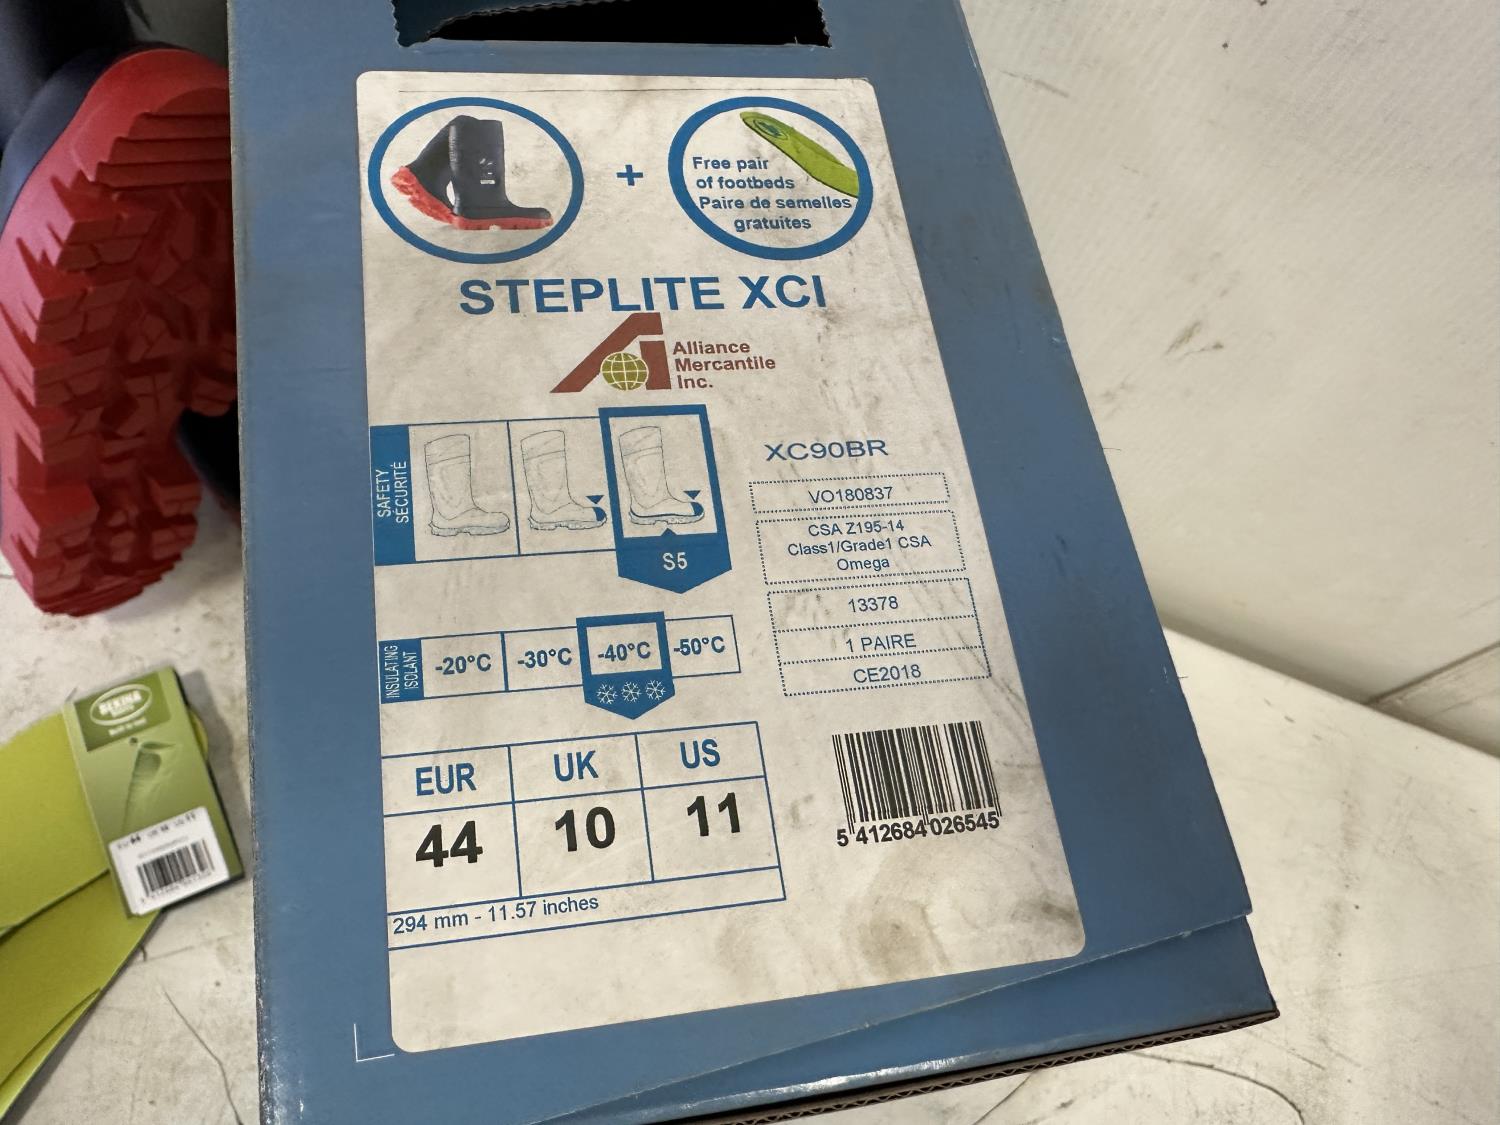 Free pair
of footbeds
Paire de semelles
gratuites
+
STEPLITE XCI
Alliance
Mercantile
Inc.
SAFETY
SÉCURITÉ
S5
XC90BR
VO180837
CSA Z195-14
Class1/Grade1 CSA
Omega
13378
1 PAIRE
CE2018
INSULATING
ISOLANT
-20°C -30°C -40°C -50°C
EUR UK US
44 10 11
294 mm - 11.57 inches
5 412684 026545
BEKINA